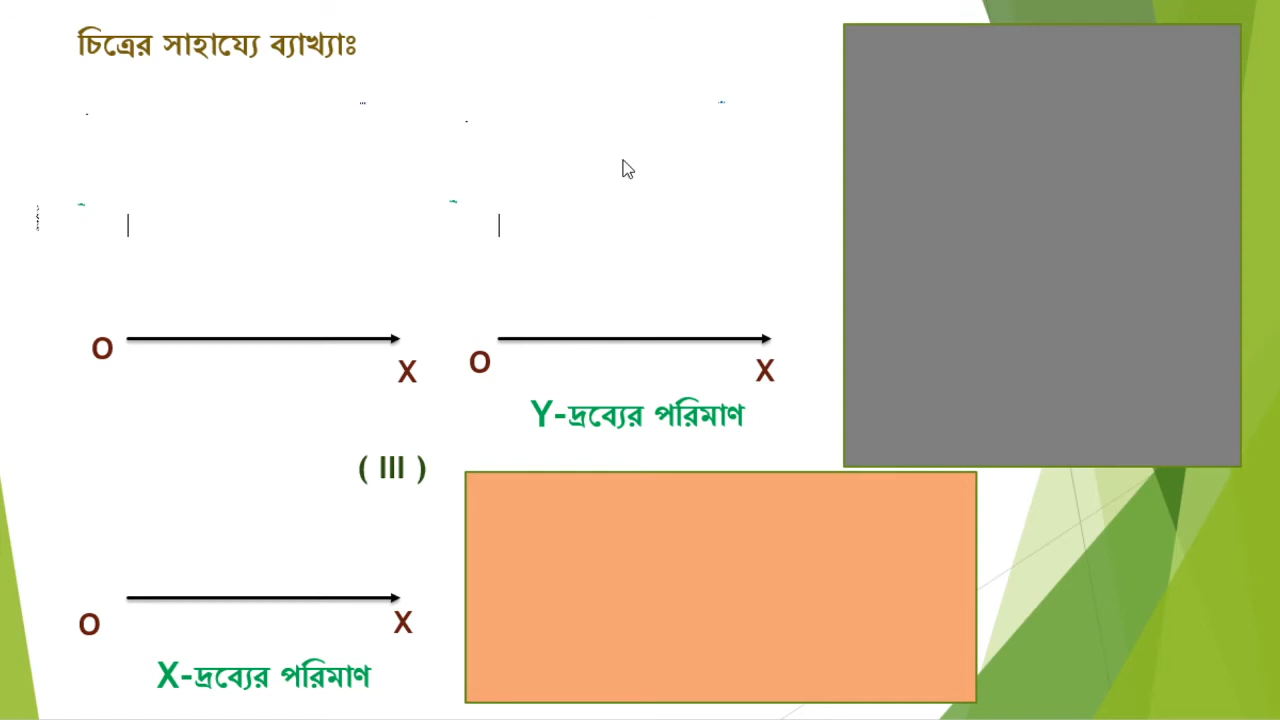 চিত্রের সাহায্যে ব্যাখ্যাঃ
O X
O X
Y-দ্রব্যের পরিমাণ
( III )
O X
X-দ্রব্যের পরিমাণ